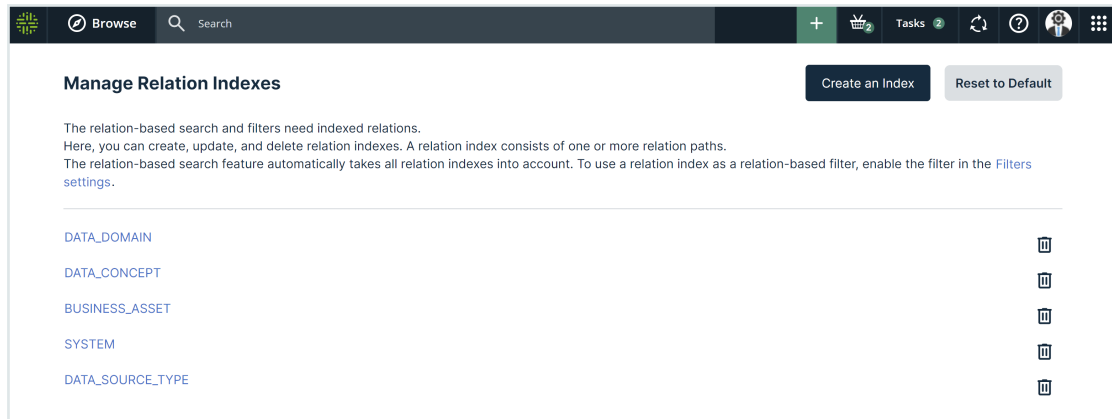 Browse Search + 2 Tasks 2 ?
Manage Relation Indexes Create an Index Reset to Default
The relation-based search and filters need indexed relations.
Here, you can create, update, and delete relation indexes. A relation index consists of one or more relation paths.
The relation-based search feature automatically takes all relation indexes into account. To use a relation index as a relation-based filter, enable the filter in the Filters
settings.
DATA_DOMAIN
DATA_CONCEPT
BUSINESS_ASSET
SYSTEM
DATA_SOURCE_TYPE